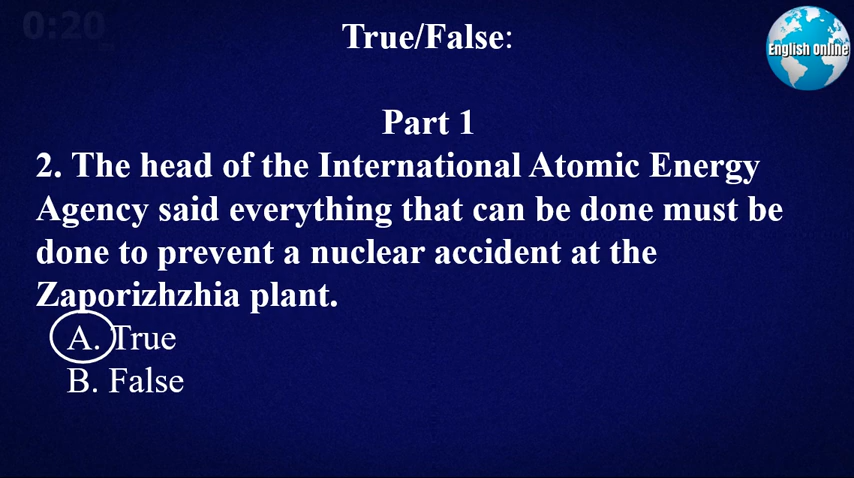 0:20
True/False:
English Online
Part 1
2. The head of the International Atomic Energy
Agency said everything that can be done must be
done to prevent a nuclear accident at the
Zaporizhzhia plant.
A. True
B. False